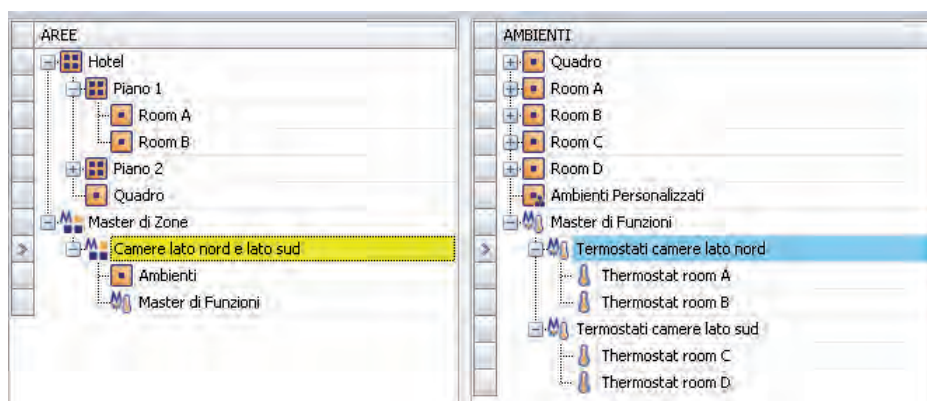 AREE
Hotel
Piano 1
Room A
Room B
Piano 2
Quadro
Master di Zone
Camere lato nord e lato sud
Ambienti
Master di Funzioni
AMBIENTI
Quadro
Room A
Room B
Room C
Room D
Ambienti Personalizzati
Master di Funzioni
Termostati camere lato nord
Thermostat room A
Thermostat room B
Termostati camere lato sud
Thermostat room C
Thermostat room D